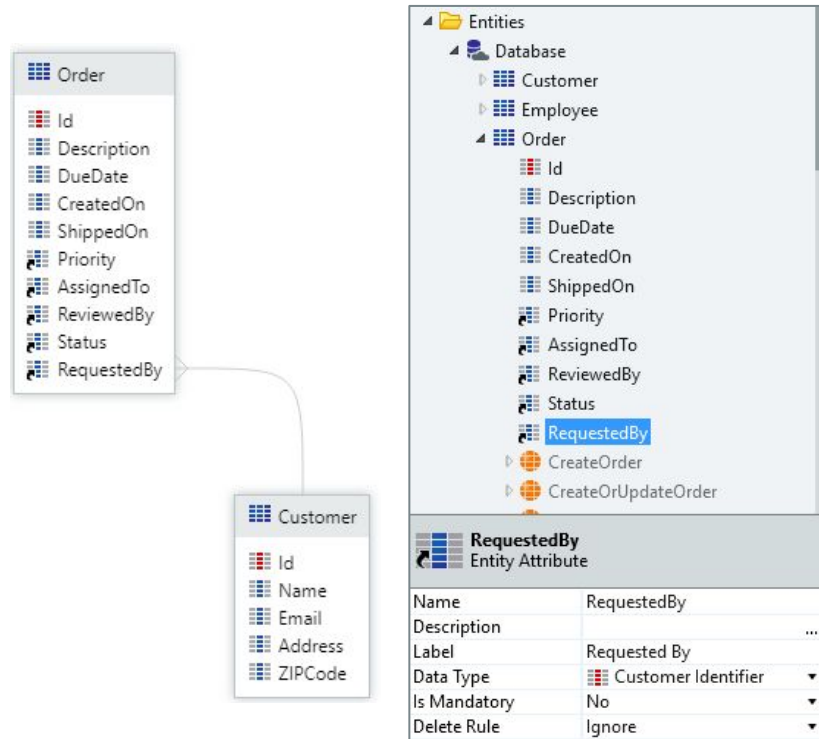 Order
Id
Description
DueDate
CreatedOn
ShippedOn
Priority
AssignedTo
ReviewedBy
Status
RequestedBy
Customer
Id
Name
Email
Address
ZIPCode
Entities
Database
Customer
Employee
Order
Id
Description
DueDate
CreatedOn
ShippedOn
Priority
AssignedTo
ReviewedBy
Status
RequestedBy
CreateOrder
CreateOrUpdateOrder
RequestedBy
Entity Attribute
Name RequestedBy
Description ...
Label Requested By
Data Type Customer Identifier
Is Mandatory No
Delete Rule Ignore